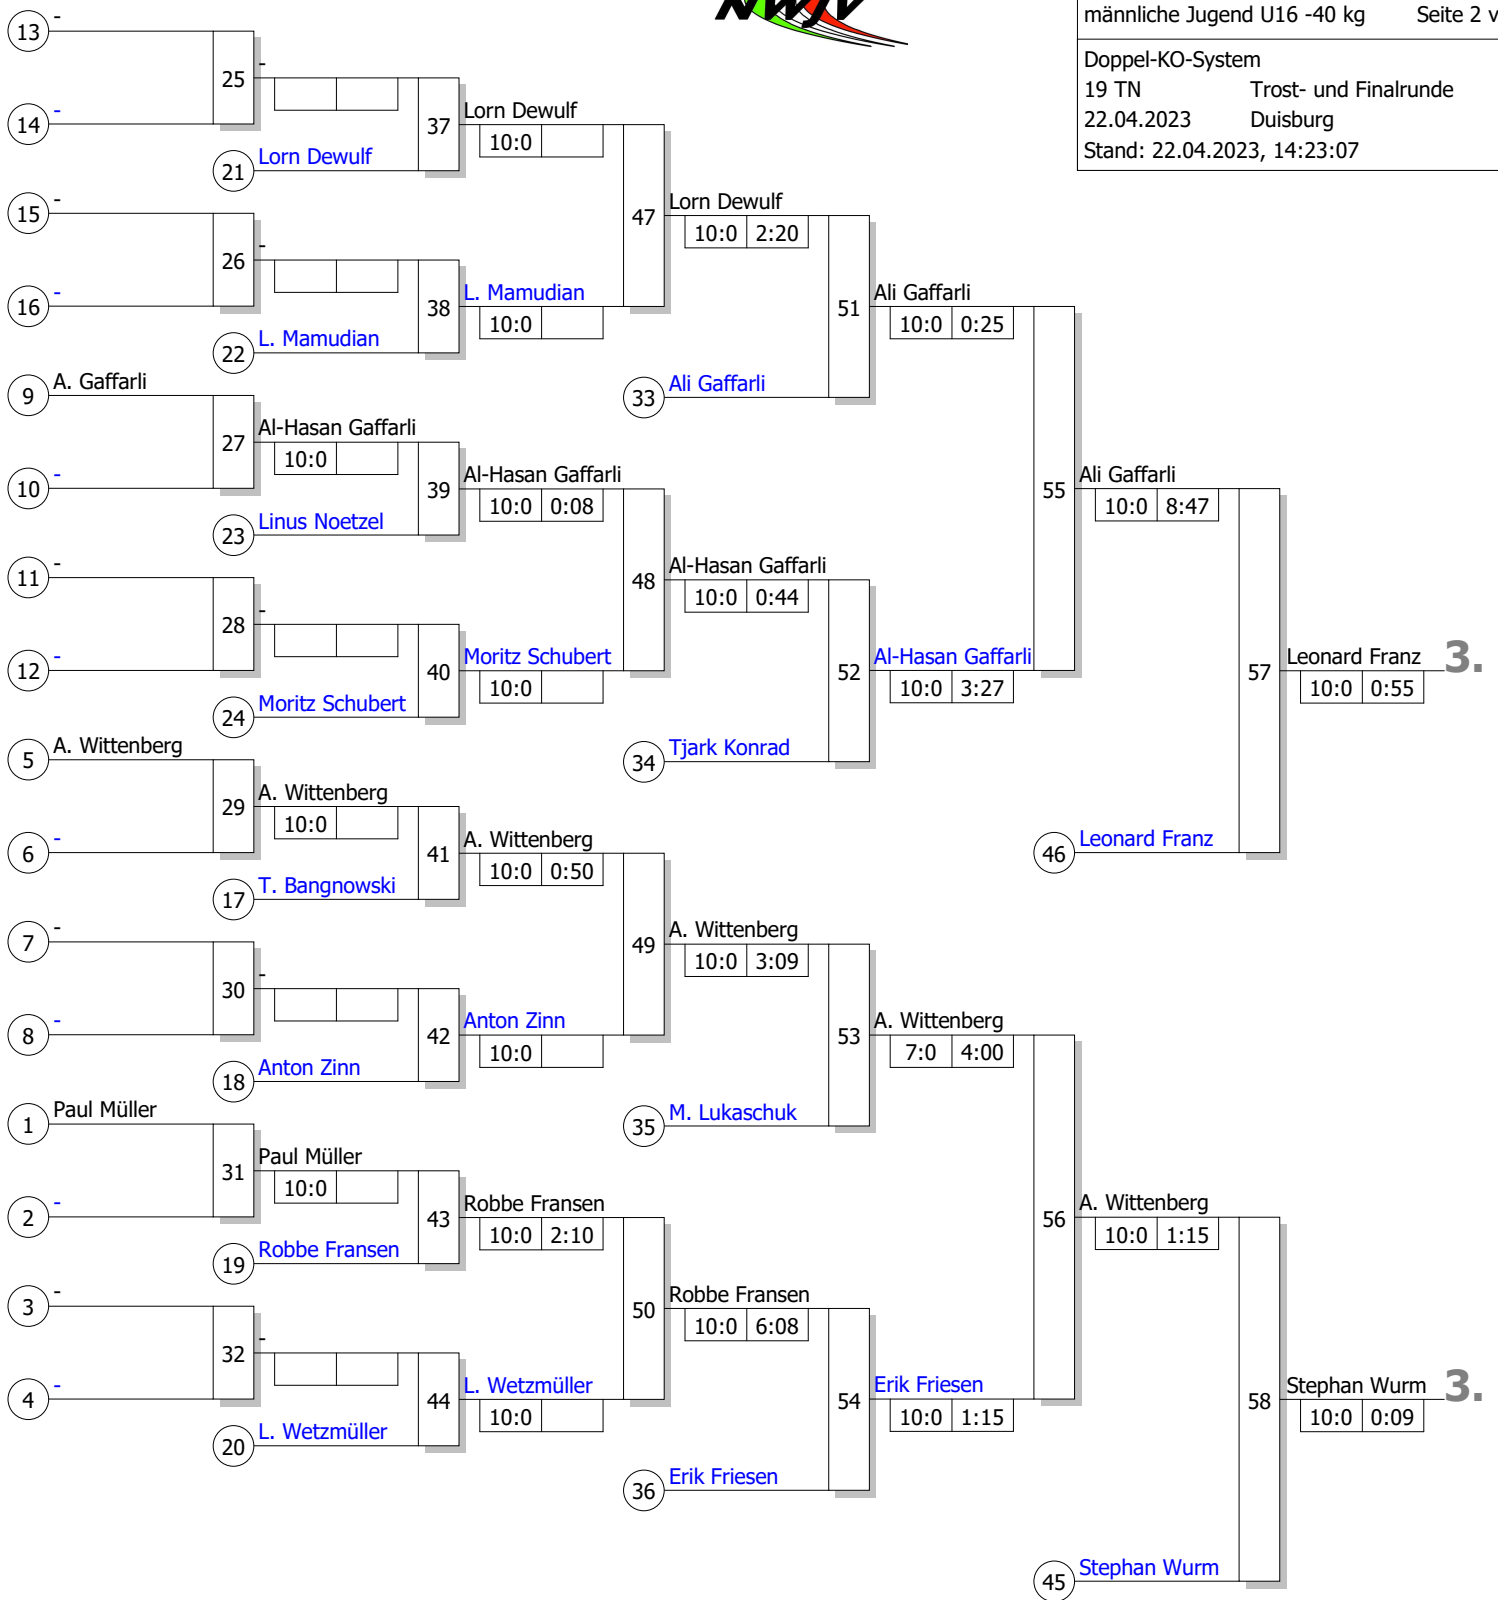 NWJV
männliche Jugend U16 -40 kg Seite 2 v
Doppel-KO-System
19 TN Trost- und Finalrunde
22.04.2023 Duisburg
Stand: 22.04.2023, 14:23:07
13 -
25 -
14 -
37 Lorn Dewulf
10:0
21 Lorn Dewulf
47 Lorn Dewulf
10:0 2:20
15 -
26 -
16 -
38 L. Mamudian
10:0
22 L. Mamudian
51 Ali Gaffarli
10:0 0:25
33 Ali Gaffarli
9 A. Gaffarli
27 Al-Hasan Gaffarli
10:0
10 -
39 Al-Hasan Gaffarli
10:0 0:08
23 Linus Noetzel
55 Ali Gaffarli
10:0 8:47
11 -
28 -
12 -
48 Al-Hasan Gaffarli
10:0 0:44
40 Moritz Schubert
10:0
24 Moritz Schubert
52 Al-Hasan Gaffarli
10:0 3:27
34 Tjark Konrad
57 Leonard Franz 3.
10:0 0:55
46 Leonard Franz
5 A. Wittenberg
29 A. Wittenberg
10:0
6 -
41 A. Wittenberg
10:0 0:50
17 T. Bangnowski
49 A. Wittenberg
10:0 3:09
7 -
30 -
8 -
42 Anton Zinn
10:0
18 Anton Zinn
53 A. Wittenberg
7:0 4:00
35 M. Lukaschuk
1 Paul Müller
31 Paul Müller
10:0
2 -
43 Robbe Fransen
10:0 2:10
19 Robbe Fransen
56 A. Wittenberg
10:0 1:15
3 -
32 -
4 -
50 Robbe Fransen
10:0 6:08
44 L. Wetzmüller
10:0
20 L. Wetzmüller
54 Erik Friesen
10:0 1:15
36 Erik Friesen
58 Stephan Wurm 3.
10:0 0:09
45 Stephan Wurm